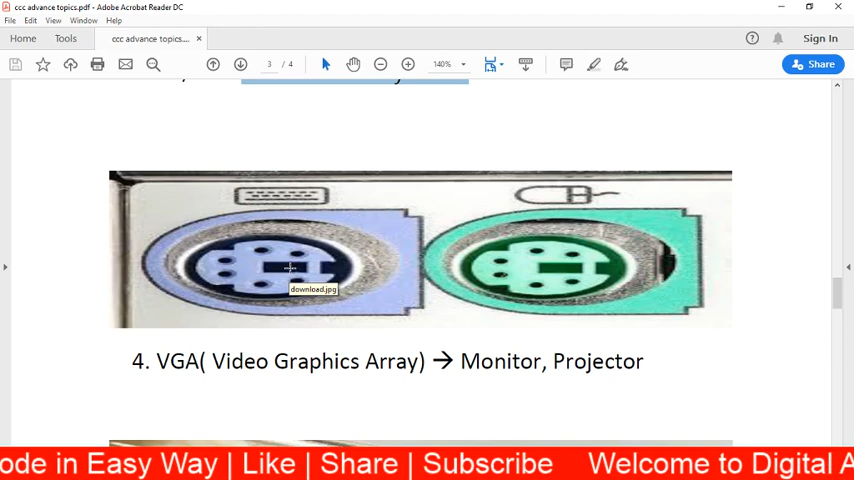 ccc advance topics.pdf - Adobe Acrobat Reader DC
File Edit View Window Help
Home Tools ccc advance topics.... × Sign In
3 / 4 140% Share
download.jpg
4. VGA( Video Graphics Array) → Monitor, Projector
ode in Easy Way | Like | Share | Subscribe Welcome to Digital A